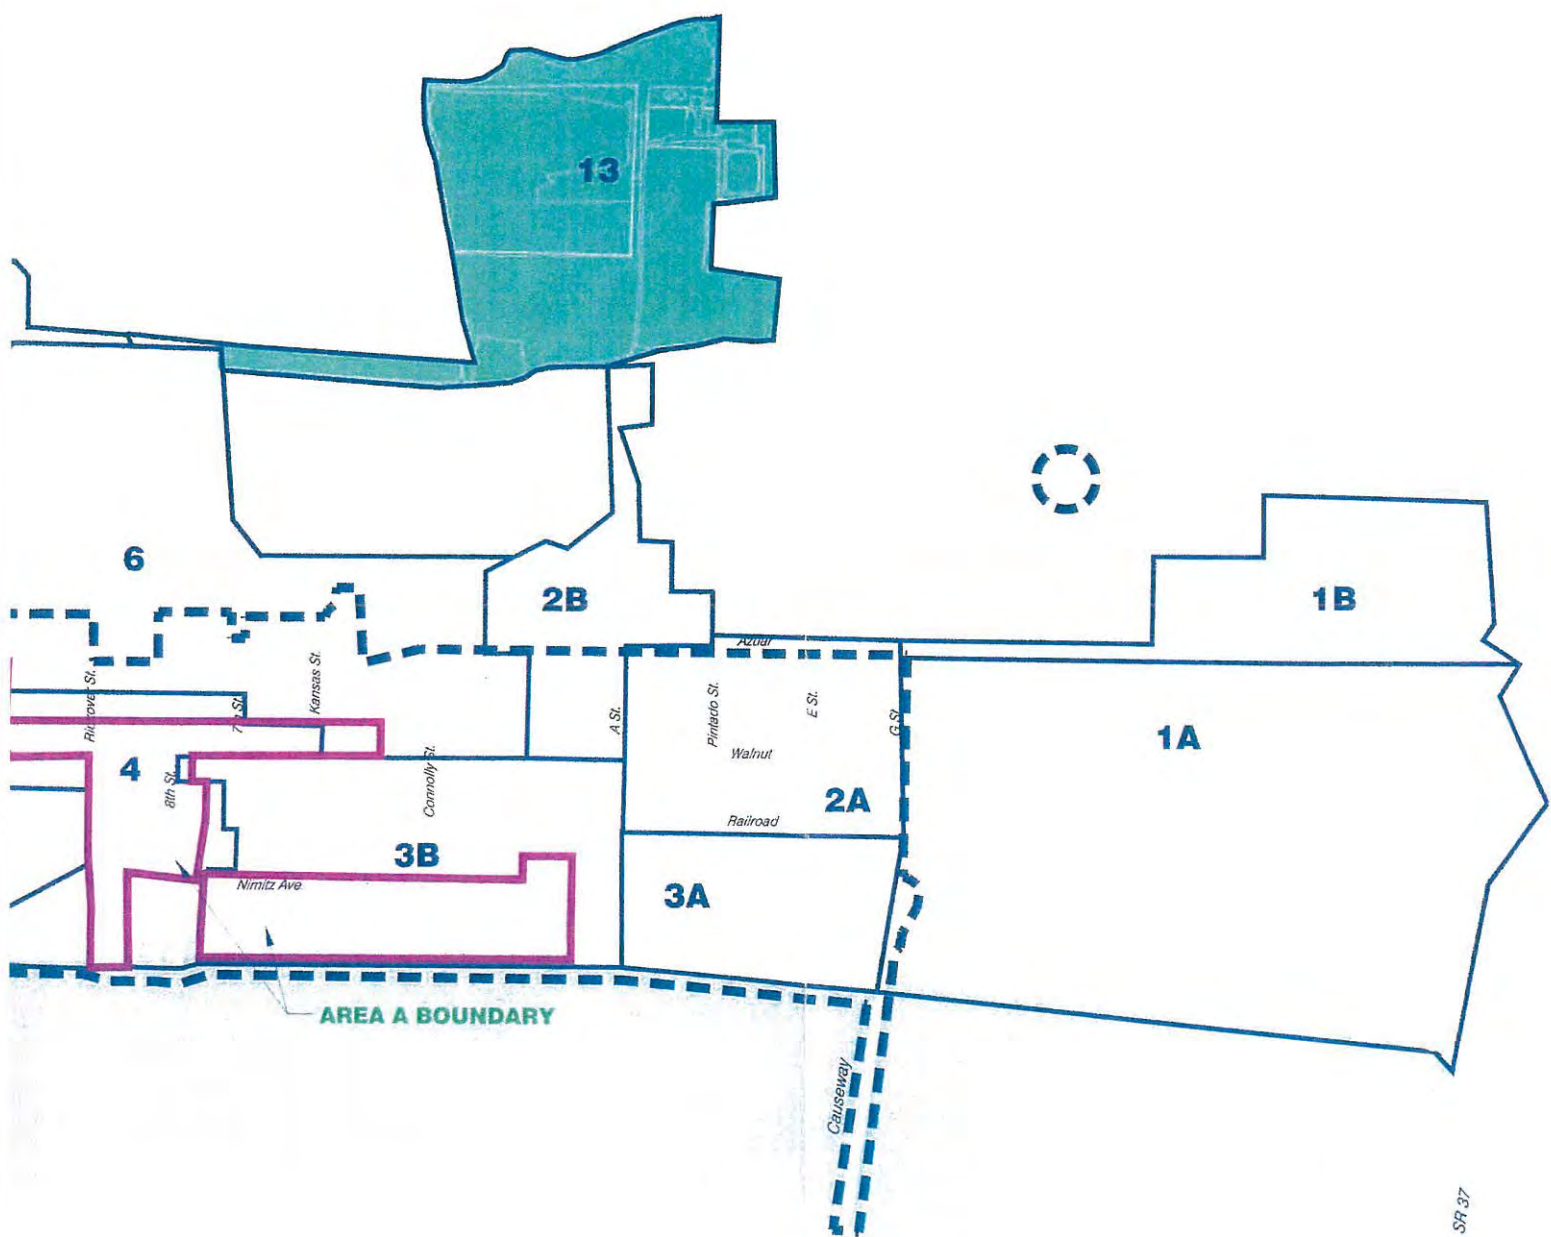 13
6
2B
1B
Azuar
Kansas St.
7th St.
A St.
Pintado St.
E St.
G St.
Walnut
1A
4
8th St.
Connolly St.
2A
Railroad
3B
3A
Nimitz Ave
AREA A BOUNDARY
Causeway
SR 37